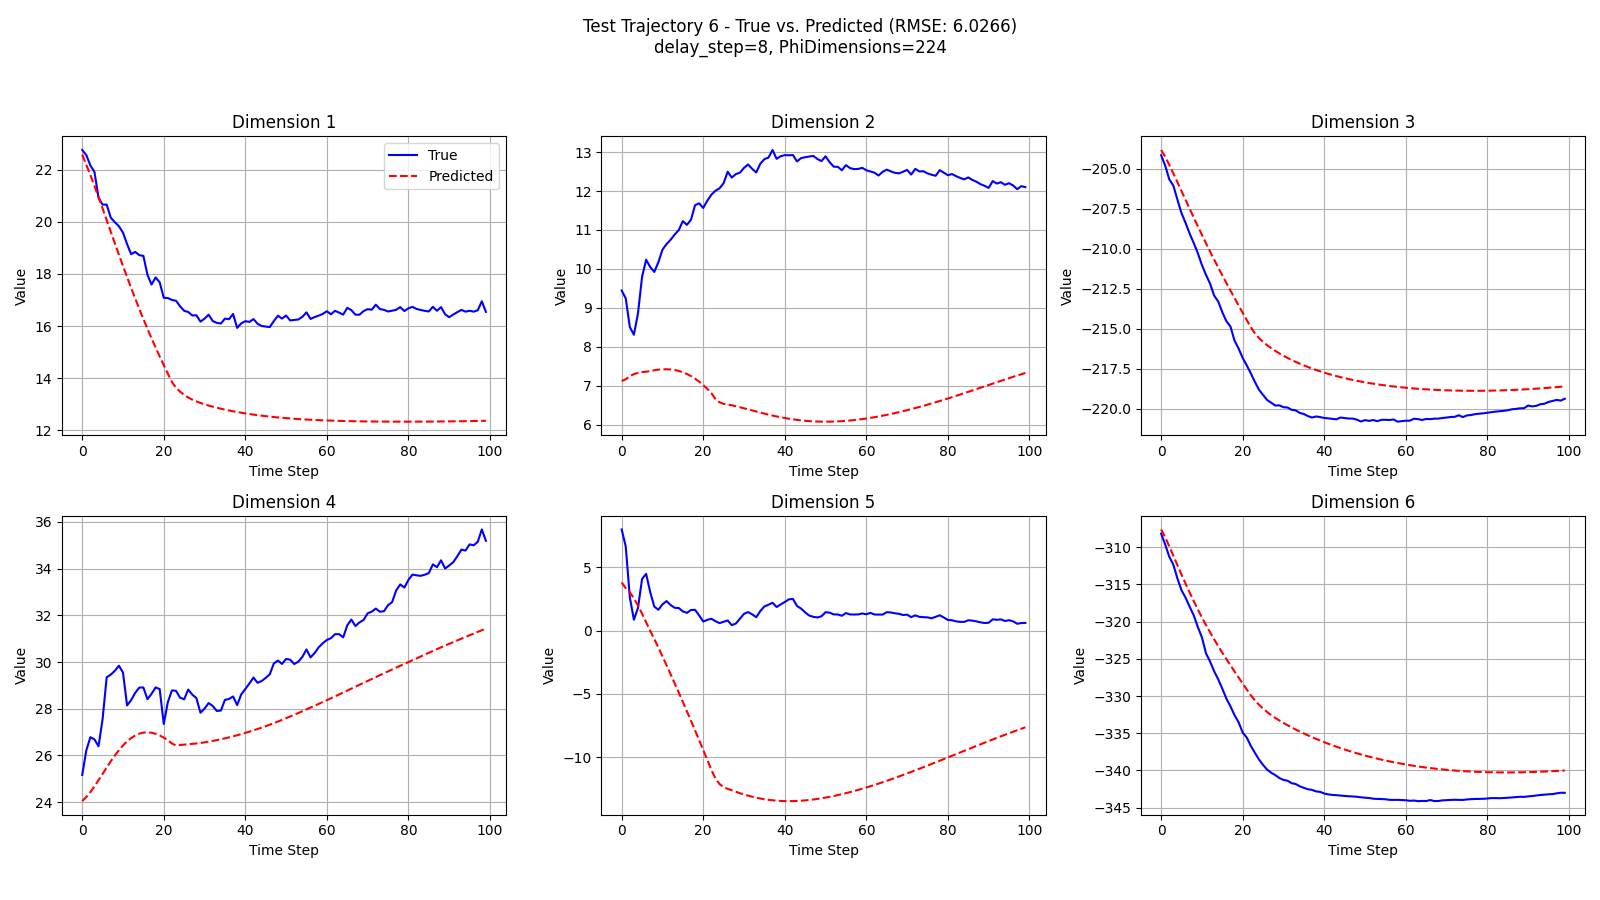 Test Trajectory 6 - True vs. Predicted (RMSE: 6.0266)
delay_step=8, PhiDimensions=224
Dimension 1
Value
22
20
18
16
14
12
0 20 40 60 80 100
Time Step
True
Predicted
Dimension 2
Value
13
12
11
10
9
8
7
6
0 20 40 60 80 100
Time Step
Dimension 3
Value
−205.0
−207.5
−210.0
−212.5
−215.0
−217.5
−220.0
0 20 40 60 80 100
Time Step
Dimension 4
Value
36
34
32
30
28
26
24
0 20 40 60 80 100
Time Step
Dimension 5
Value
5
0
−5
−10
0 20 40 60 80 100
Time Step
Dimension 6
Value
−310
−315
−320
−325
−330
−335
−340
−345
0 20 40 60 80 100
Time Step